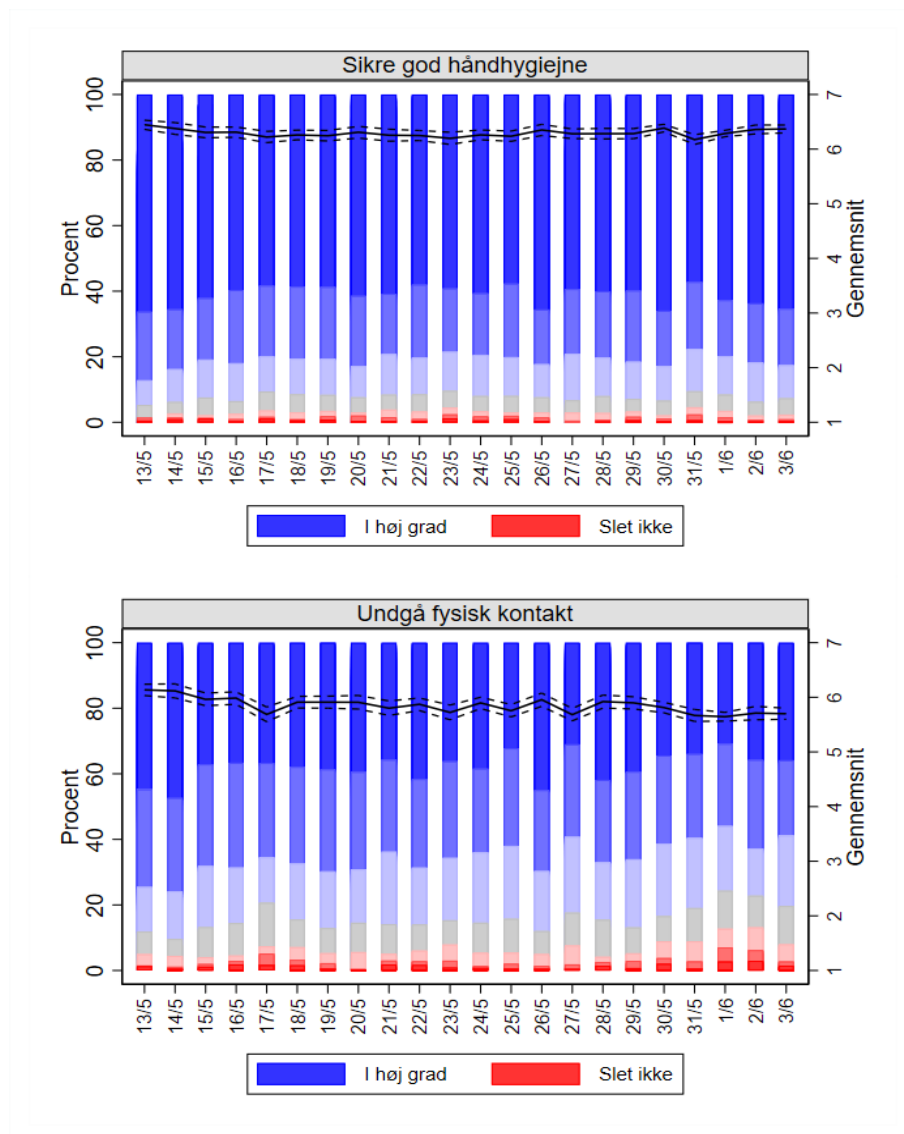 Sikre god håndhygiejne
100
80
60
40
20
0
Procent
7
6
5
4
3
2
1
Gennemsnit
13/5 14/5 15/5 16/5 17/5 18/5 19/5 20/5 21/5 22/5 23/5 24/5 25/5 26/5 27/5 28/5 29/5 30/5 31/5 1/6 2/6 3/6
I høj grad Slet ikke
Undgå fysisk kontakt
100
80
60
40
20
0
Procent
7
6
5
4
3
2
1
Gennemsnit
13/5 14/5 15/5 16/5 17/5 18/5 19/5 20/5 21/5 22/5 23/5 24/5 25/5 26/5 27/5 28/5 29/5 30/5 31/5 1/6 2/6 3/6
I høj grad Slet ikke